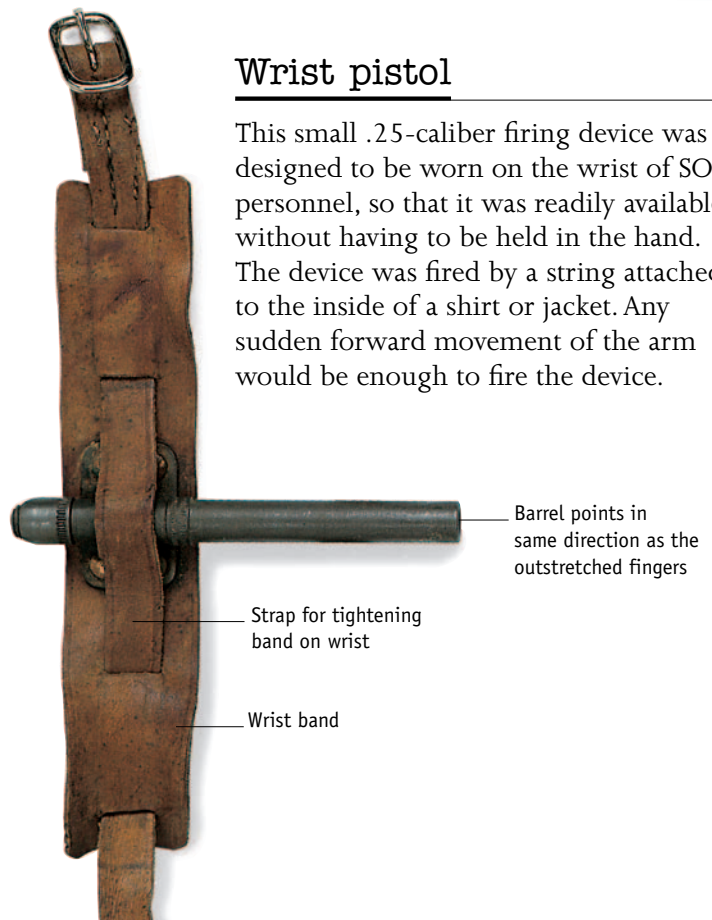 Wrist pistol
This small .25-caliber firing device was
designed to be worn on the wrist of SO
personnel, so that it was readily availabl
without having to be held in the hand.
The device was fired by a string attache
to the inside of a shirt or jacket. Any
sudden forward movement of the arm
would be enough to fire the device.
Barrel points in
same direction as the
outstretched fingers
Strap for tightening
band on wrist
Wrist band